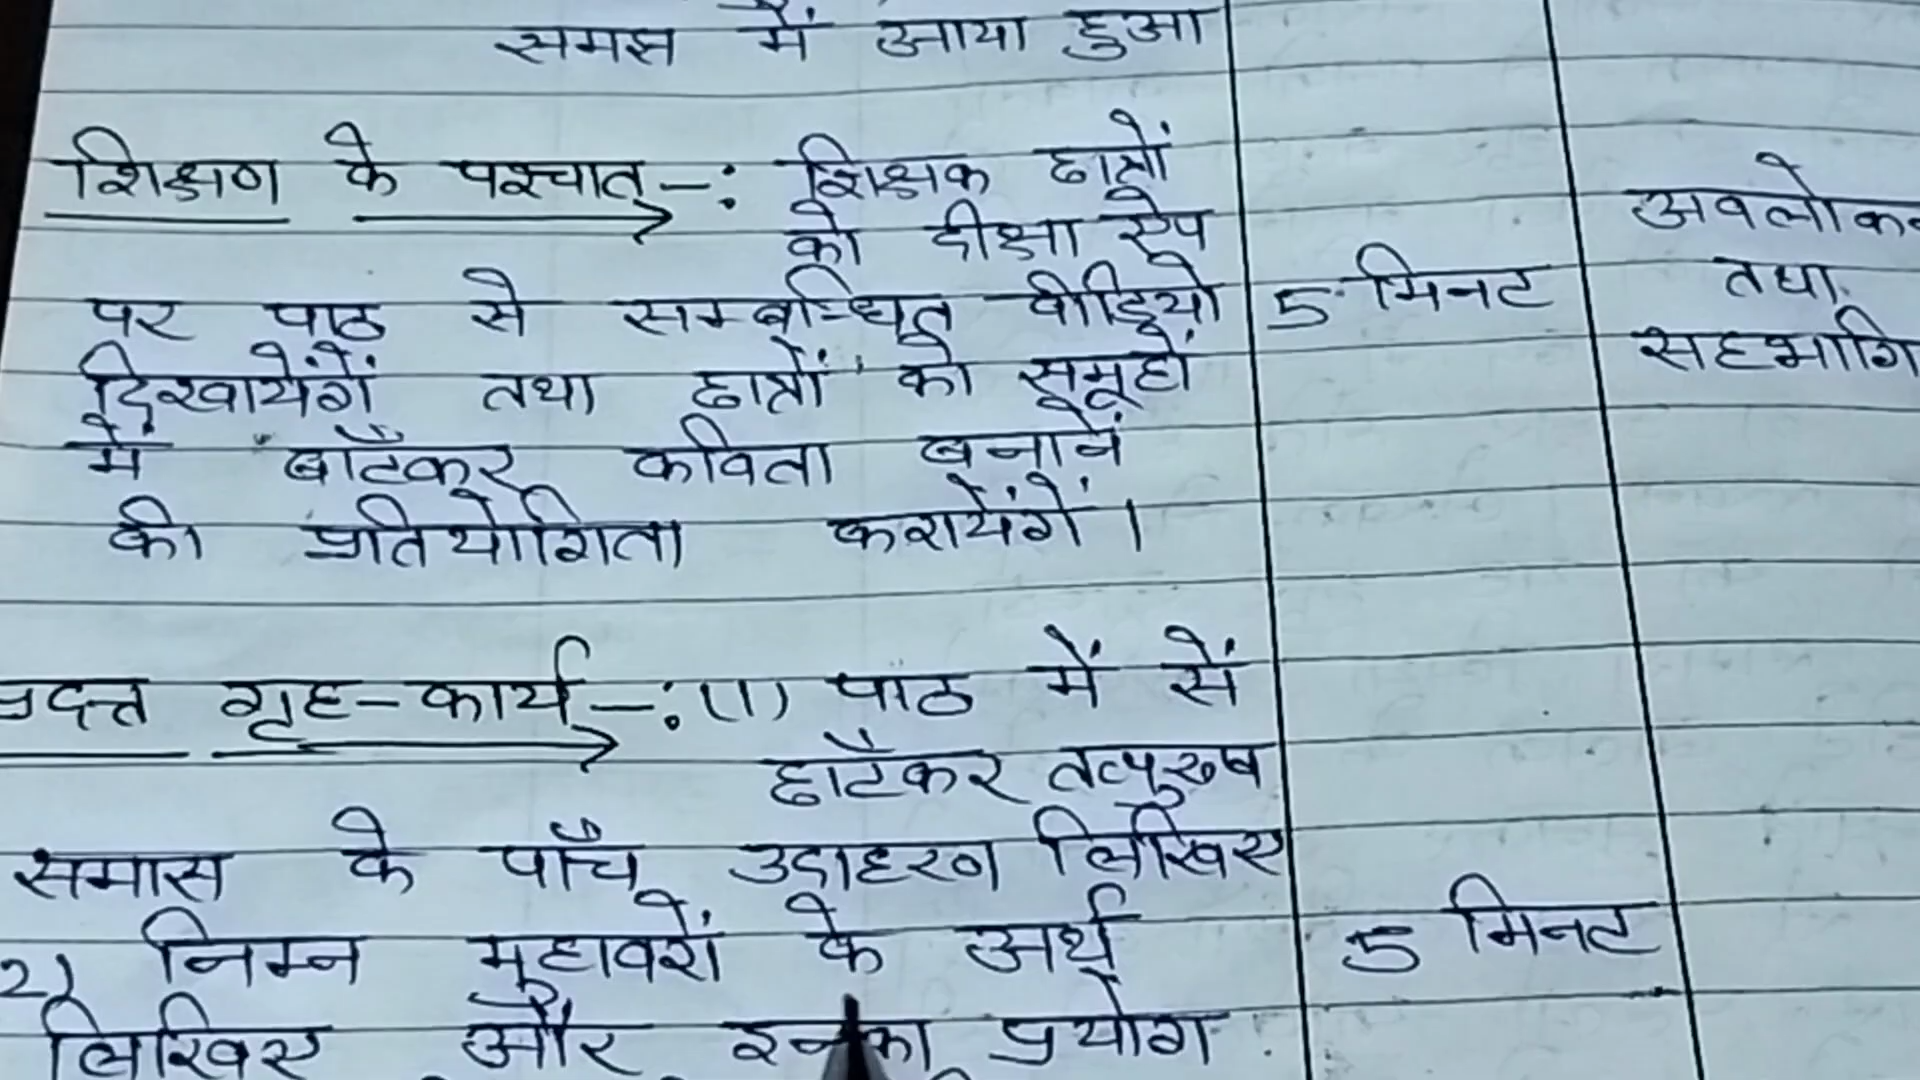 समझ में आया हुआ
शिक्षण के पश्चात् -: शिक्षक छात्रों
को दीक्षा ऐप
अवलोकन
पर पाठ से सम्बन्धित वीडियो 5 मिनट तथा
दिखायेंगें तथा छात्रों को समूहों सहभागि
में बाँटकर कविता बनानें
की प्रतियोगिता करायेंगें।
प्रदत्त गृह-कार्य -: (1) पाठ में सें
छाँटकर तत्पुरुष
समास के पाँच उदाहरण लिखिए
2) निम्न मुहावरों के अर्थ 5 मिनट
लिखिए और इनका प्रयोग